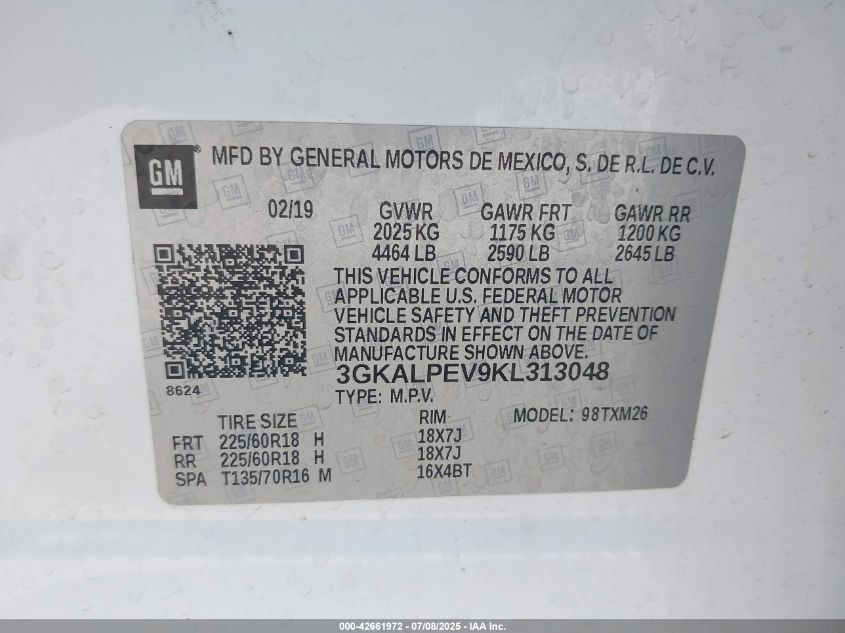 GM ® MFD BY GENERAL MOTORS DE MEXICO, S. DE R.L. DE C.V.
02/19 GVWR GAWR FRT GAWR RR
2025 KG 1175 KG 1200 KG
4464 LB 2590 LB 2645 LB
THIS VEHICLE CONFORMS TO ALL
APPLICABLE U.S. FEDERAL MOTOR
VEHICLE SAFETY AND THEFT PREVENTION
STANDARDS IN EFFECT ON THE DATE OF
MANUFACTURE SHOWN ABOVE.
3GKALPEV9KL313048
8624
TYPE: M.P.V.
TIRE SIZE RIM MODEL: 98TXM26
FRT 225/60R18 H 18X7J
RR 225/60R18 H 18X7J
SPA T135/70R16 M 16X4BT
000-42661972 - 07/08/2025 - IAA Inc.